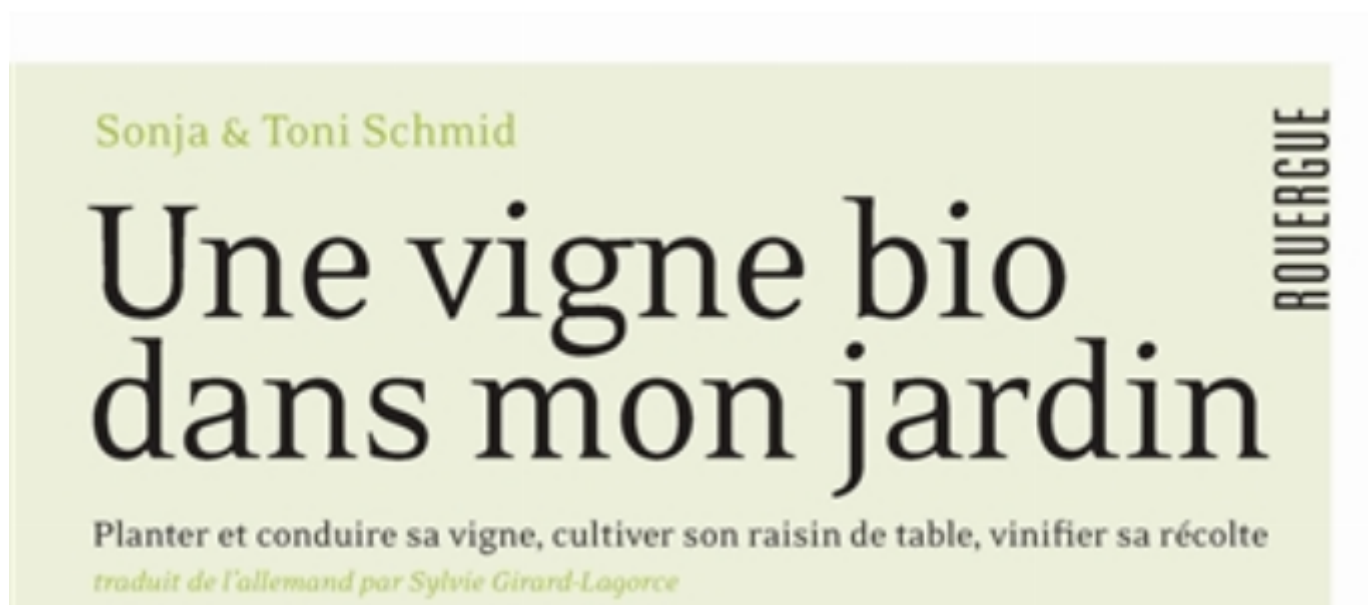 Sonja & Toni Schmid
Une vigne bio
dans mon jardin
Planter et conduire sa vigne, cultiver son raisin de table, vinifier sa récolte
traduit de l'allemand par Sylvie Girard-Lagorce
ROUERGUE